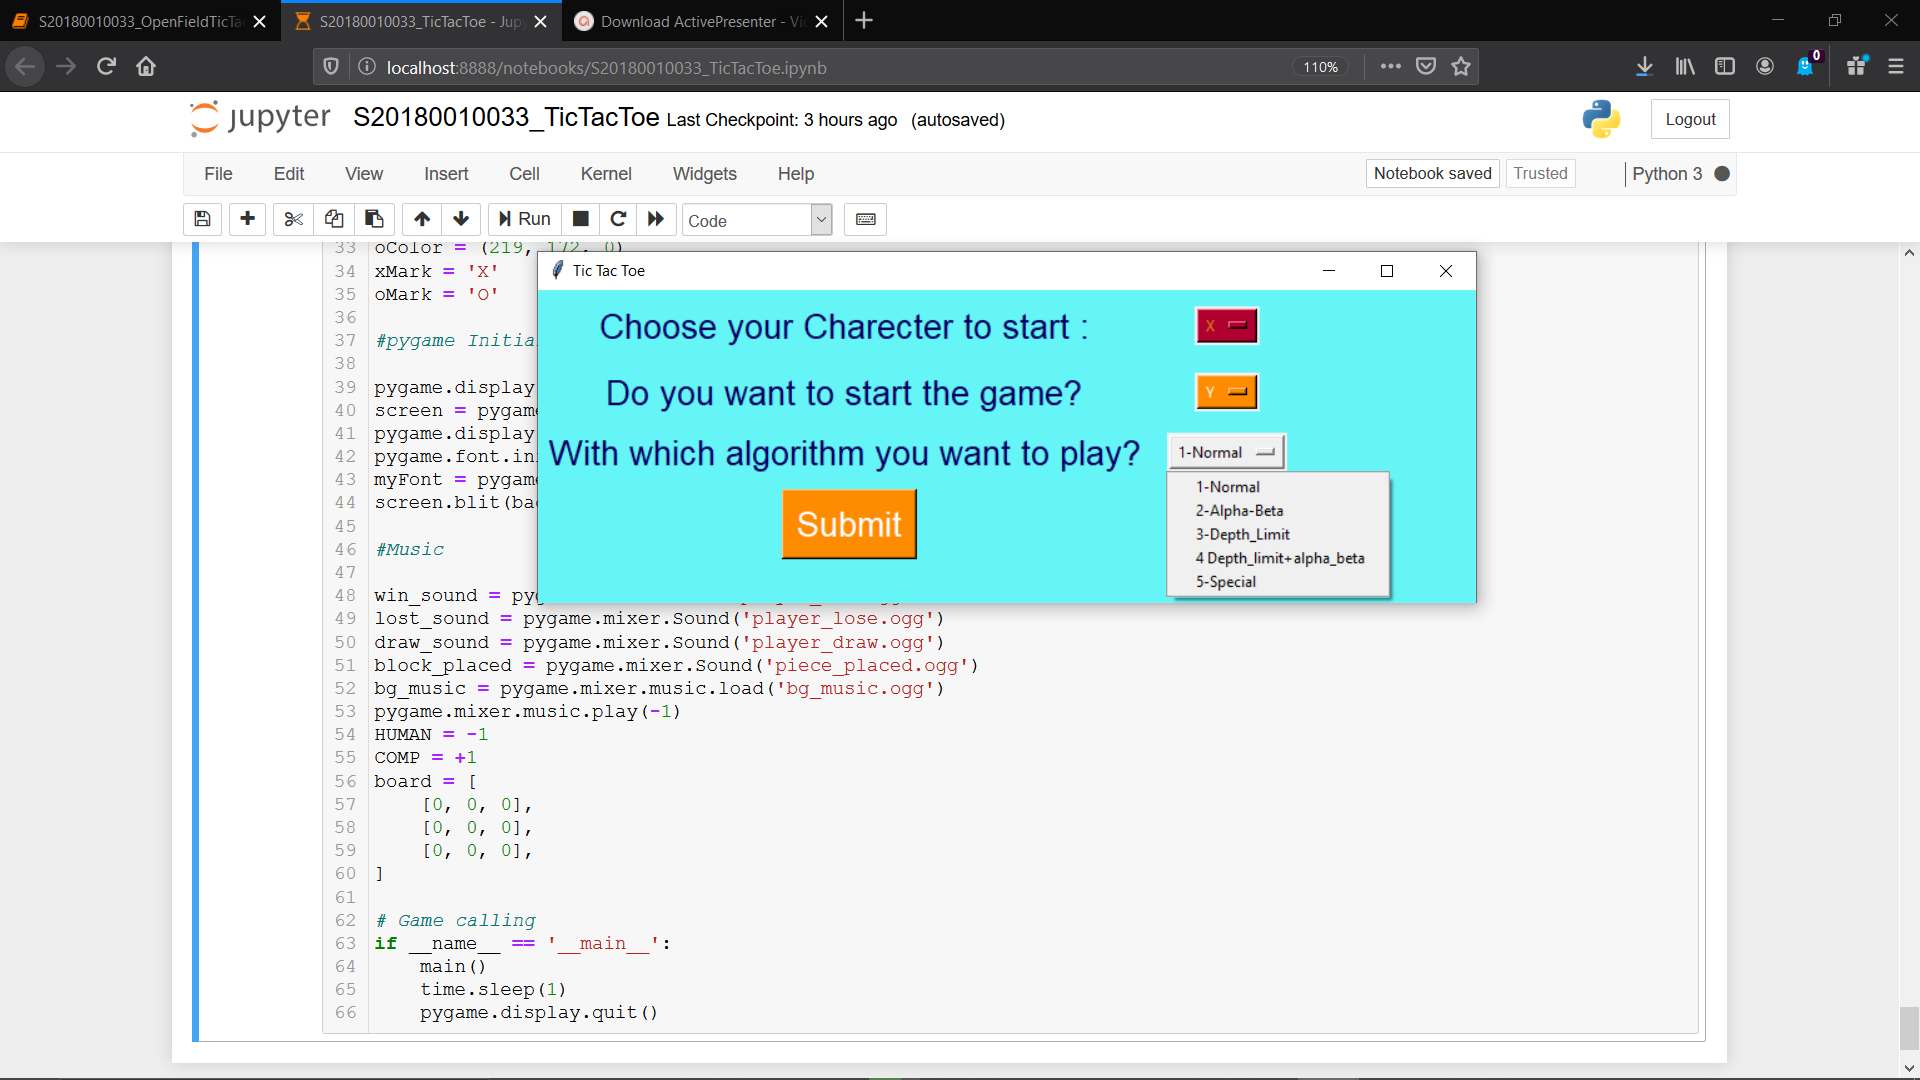 S20180010033_OpenFieldTicTa
S20180010033_TicTacToe - Jup
Download ActivePresenter - Vi
localhost:8888/notebooks/S20180010033_TicTacToe.ipynb
110%
0
jupyter
S20180010033_TicTacToe Last Checkpoint: 3 hours ago (autosaved)
Logout
File Edit View Insert Cell Kernel Widgets Help
Notebook saved
Trusted
Python 3
Run
Code
33 oColor = (219, 172, 0)
34 xMark = 'X'
35 oMark = 'O'
36
37 #pygame Initia
38
39 pygame.display
40 screen = pygam
41 pygame.display
42 pygame.font.in
43 myFont = pygam
44 screen.blit(ba
45
46 #Music
47
48 win_sound = pyg
49 lost_sound = pygame.mixer.Sound('player_lose.ogg')
50 draw_sound = pygame.mixer.Sound('player_draw.ogg')
51 block_placed = pygame.mixer.Sound('piece_placed.ogg')
52 bg_music = pygame.mixer.music.load('bg_music.ogg')
53 pygame.mixer.music.play(-1)
54 HUMAN = -1
55 COMP = +1
56 board = [
57     [0, 0, 0],
58     [0, 0, 0],
59     [0, 0, 0],
60 ]
61
62 # Game calling
63 if __name__ == '__main__':
64     main()
65     time.sleep(1)
66     pygame.display.quit()
Tic Tac Toe
Choose your Charecter to start :
X
Do you want to start the game?
Y
With which algorithm you want to play?
1-Normal
1-Normal
2-Alpha-Beta
3-Depth_Limit
4 Depth_limit+alpha_beta
5-Special
Submit